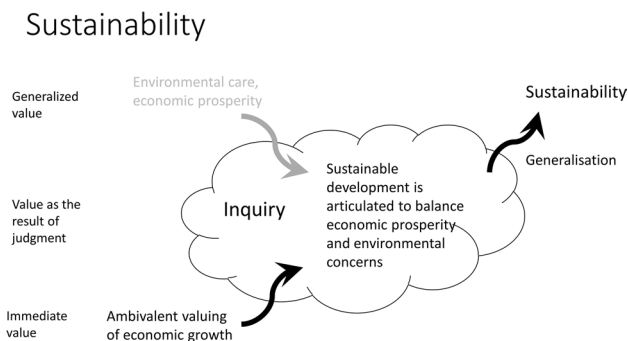 Sustainability
Generalized
value
Environmental care,
economic prosperity
Sustainability
Generalisation
Value as the
result of
judgment
Inquiry
Sustainable
development is
articulated to balance
economic prosperity
and environmental
concerns
Immediate
value
Ambivalent valuing
of economic growth